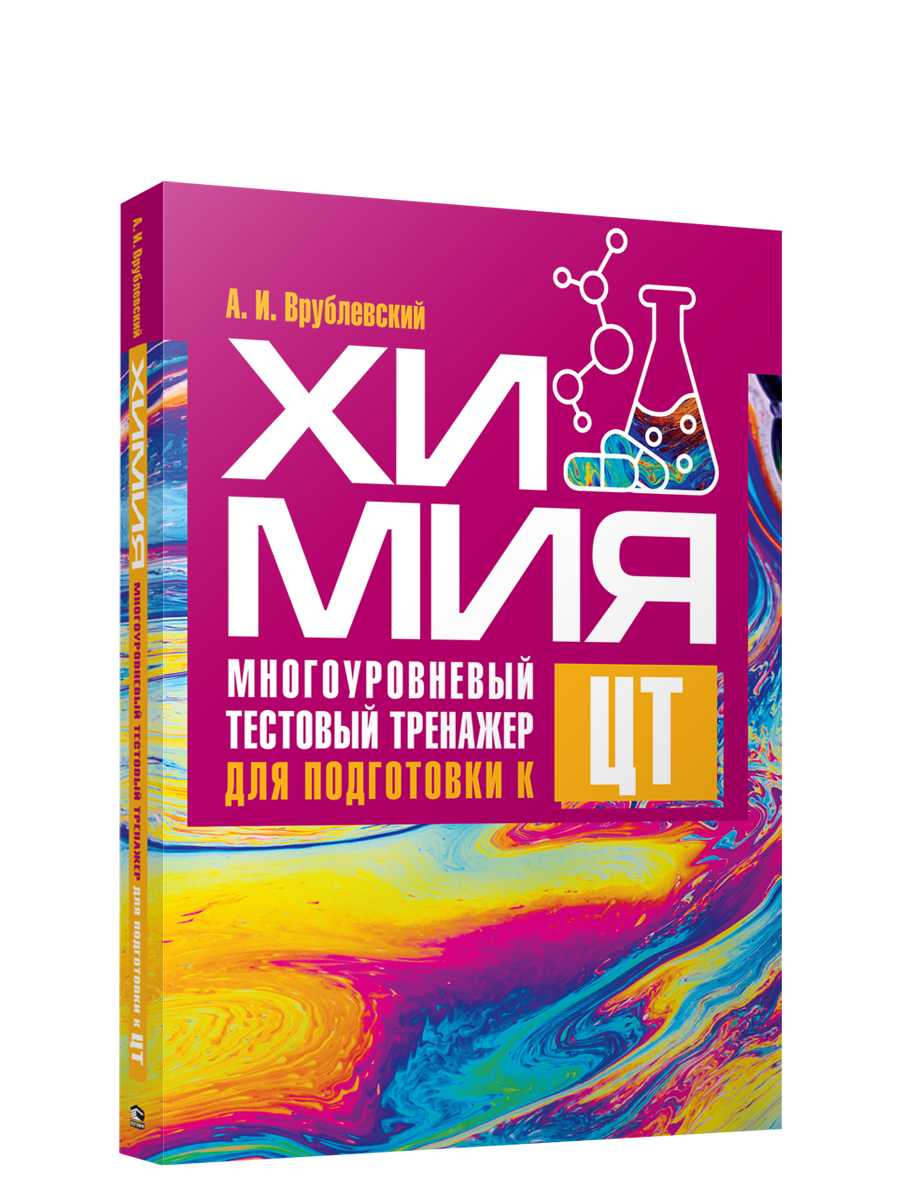 А. И. Врублевский
ХИ
МИЯ
МНОГОУРОВНЕВЫЙ
ТЕСТОВЫЙ ТРЕНАЖЕР
ДЛЯ ПОДГОТОВКИ К
ЦТ
А. И. Врублевский
ХИМИЯ
МНОГОУРОВНЕВЫЙ ТЕСТОВЫЙ ТРЕНАЖЕР ДЛЯ ПОДГОТОВКИ К ЦТ